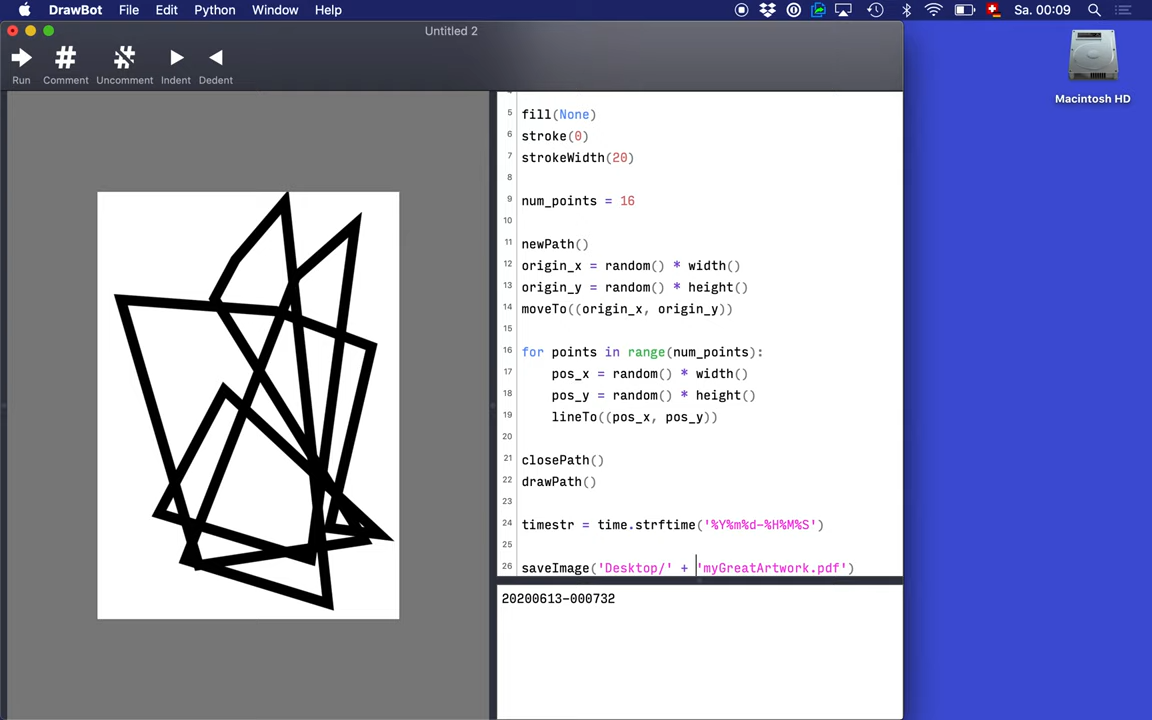 DrawBot File Edit Python Window Help Sa. 00:09
Untitled 2
Run Comment Uncomment Indent Dedent
Macintosh HD
5 fill(None)
6 stroke(0)
7 strokeWidth(20)
8
9 num_points = 16
10
11 newPath()
12 origin_x = random() * width()
13 origin_y = random() * height()
14 moveTo((origin_x, origin_y))
15
16 for points in range(num_points):
17 pos_x = random() * width()
18 pos_y = random() * height()
19 lineTo((pos_x, pos_y))
20
21 closePath()
22 drawPath()
23
24 timestr = time.strftime('%Y%m%d-%H%M%S')
25
26 saveImage('Desktop/' + 'myGreatArtwork.pdf')
20200613-000732